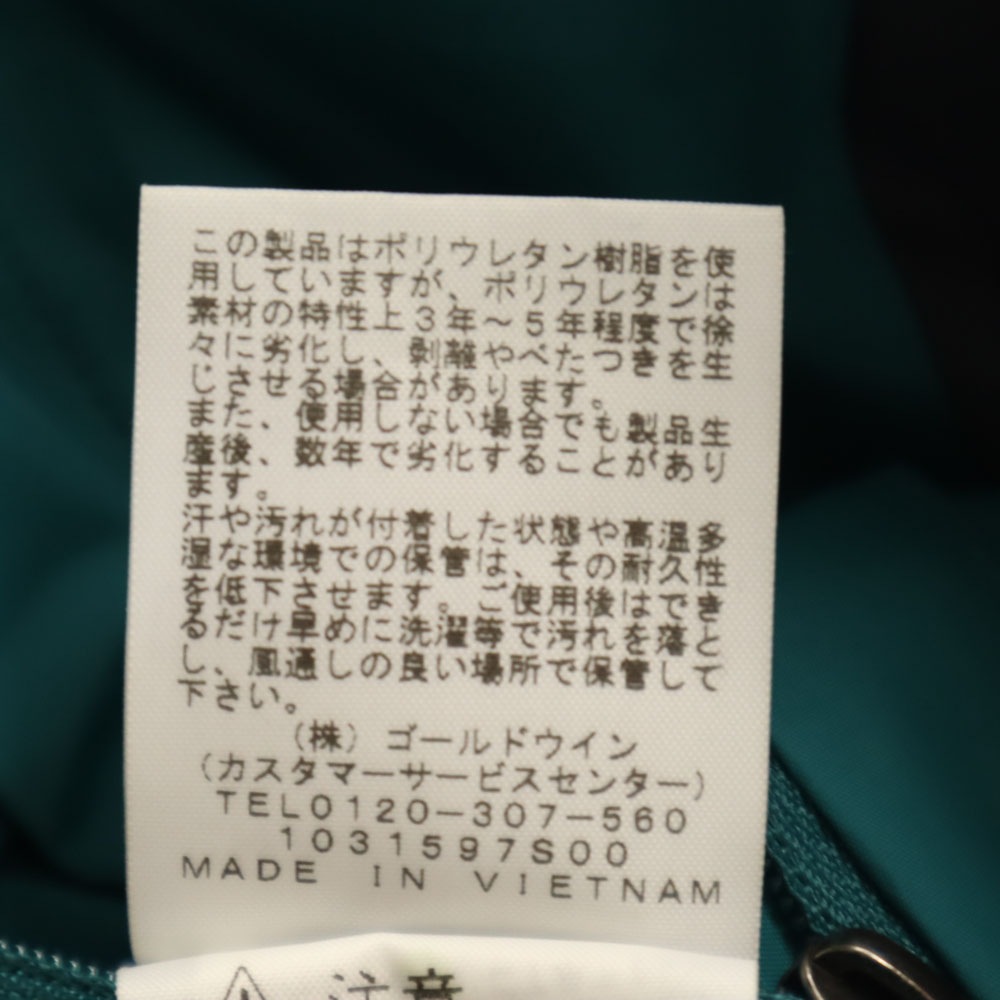 この製品はポリウレタン樹脂を使
用していますが、ポリウレタンは
素材の特性上3年～5年程度で徐
々に劣化し、剥離やべたつきを生
じさせる場合があります。
また、使用しない場合でも製品生
産後、数年で劣化することがあり
ます。
汗や汚れが付着した状態や高温多
湿な環境での保管は、その耐久性
を低下させます。ご使用後はでき
るだけ早めに洗濯等で汚れを落と
し、風通しの良い場所で保管して
下さい。
(株)ゴールドウイン
(カスタマーサービスセンター)
TEL0120-307-560
1031597S00
MADE IN VIETNAM
注意